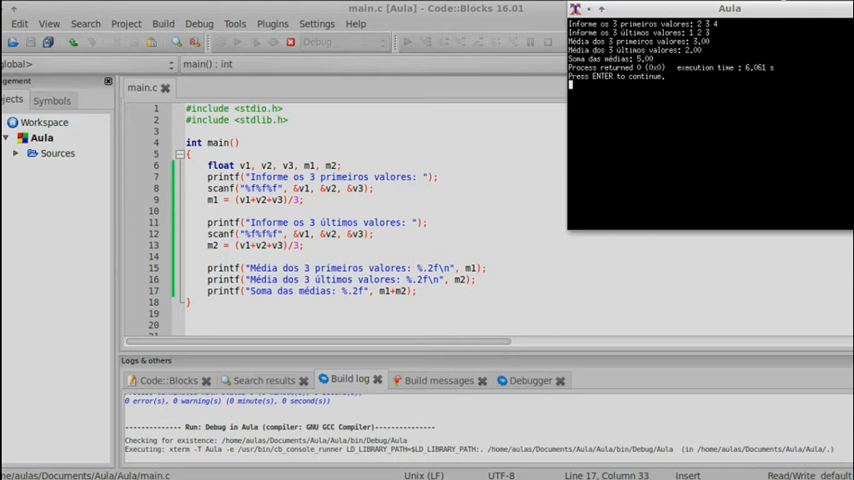 main.c [Aula] - Code::Blocks 16.01
Edit View Search Project Build Debug Tools Plugins Settings Help
Debug
global>
main() : int
nagement
ojects Symbols
Workspace
Aula
Sources
main.c
1 #include <stdio.h>
2 #include <stdlib.h>
3
4 int main()
5 {
6 float v1, v2, v3, m1, m2;
7 printf("Informe os 3 primeiros valores: ");
8 scanf("%f%f%f", &v1, &v2, &v3);
9 m1 = (v1+v2+v3)/3;
10
11 printf("Informe os 3 últimos valores: ");
12 scanf("%f%f%f", &v1, &v2, &v3);
13 m2 = (v1+v2+v3)/3;
14
15 printf("Média dos 3 primeiros valores: %.2f\n", m1);
16 printf("Média dos 3 últimos valores: %.2f\n", m2);
17 printf("Soma das médias: %.2f", m1+m2);
18 }
19
20
Aula
Informe os 3 primeiros valores: 2 3 4
Informe os 3 últimos valores: 1 2 3
Média dos 3 primeiros valores: 3.00
Média dos 3 últimos valores: 2.00
Soma das médias: 5.00
Process returned 0 (0x0) execution time : 6.061 s
Press ENTER to continue.
Logs & others
Code::Blocks Search results Build log Build messages Debugger
0 error(s), 0 warning(s) (0 minute(s), 0 second(s))
-------------- Run: Debug in Aula (compiler: GNU GCC Compiler)---------------
Checking for existence: /home/aulas/Documents/Aula/Aula/bin/Debug/Aula
Executing: xterm -T Aula -e /usr/bin/cb_console_runner LD_LIBRARY_PATH=$LD_LIBRARY_PATH:. /home/aulas/Documents/Aula/Aula/bin/Debug/Aula (in /home/aulas/Documents/Aula/Aula/.)
/home/aulas/Documents/Aula/Aula/main.c Unix (LF) UTF-8 Line 17, Column 33 Insert Read/Write default